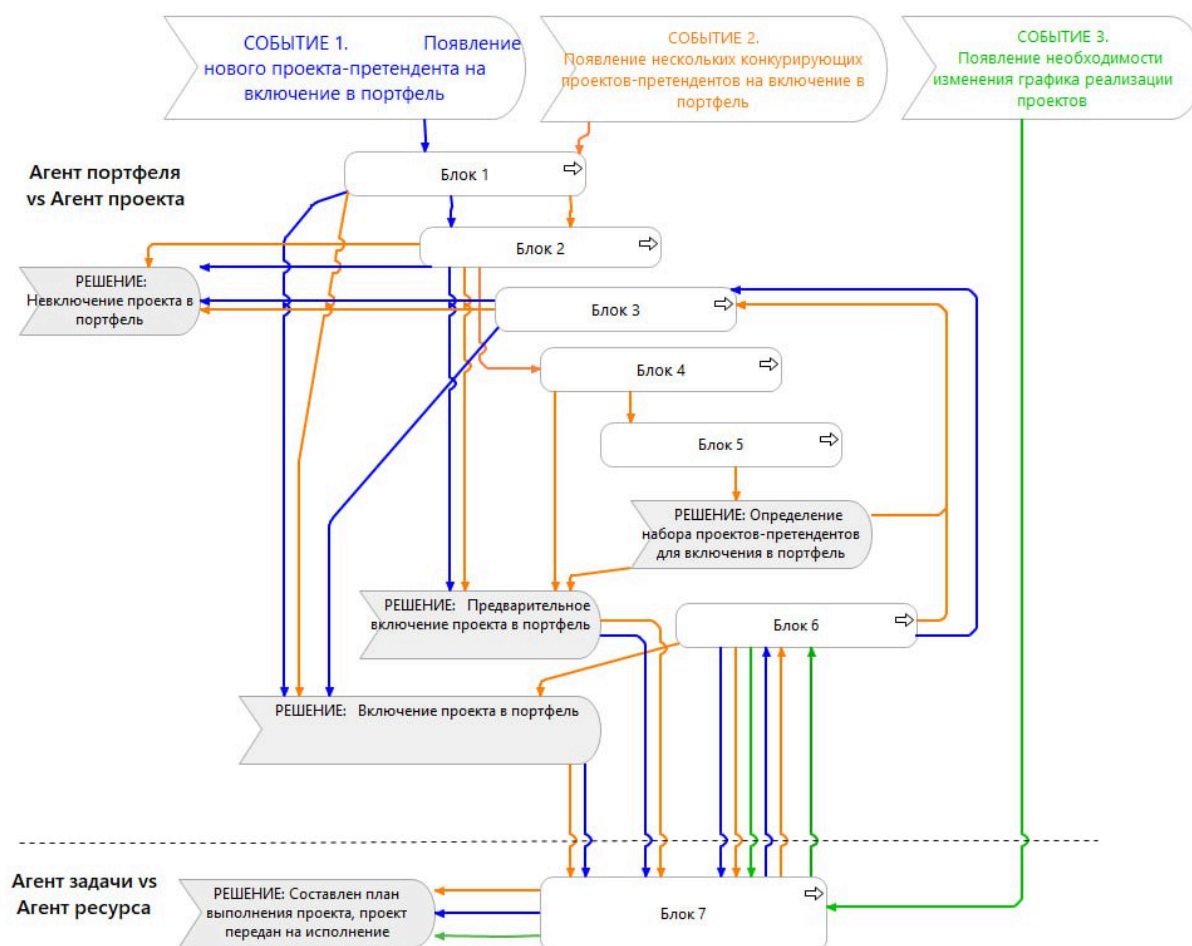 СОБЫТИЕ 1. Появление
нового проекта-претендента на
включение в портфель
СОБЫТИЕ 2.
Появление нескольких конкурирующих
проектов-претендентов на включение в
портфель
СОБЫТИЕ 3.
Появление необходимости
изменения графика реализации
проектов
Агент портфеля
vs Агент проекта
Блок 1
Блок 2
РЕШЕНИЕ:
Невключение проекта в
портфель
Блок 3
Блок 4
Блок 5
РЕШЕНИЕ: Определение
набора проектов-претендентов
для включения в портфель
РЕШЕНИЕ: Предварительное
включение проекта в портфель
Блок 6
РЕШЕНИЕ: Включение проекта в портфель
Агент задачи vs
Агент ресурса
РЕШЕНИЕ: Составлен план
выполнения проекта, проект
передан на исполнение
Блок 7